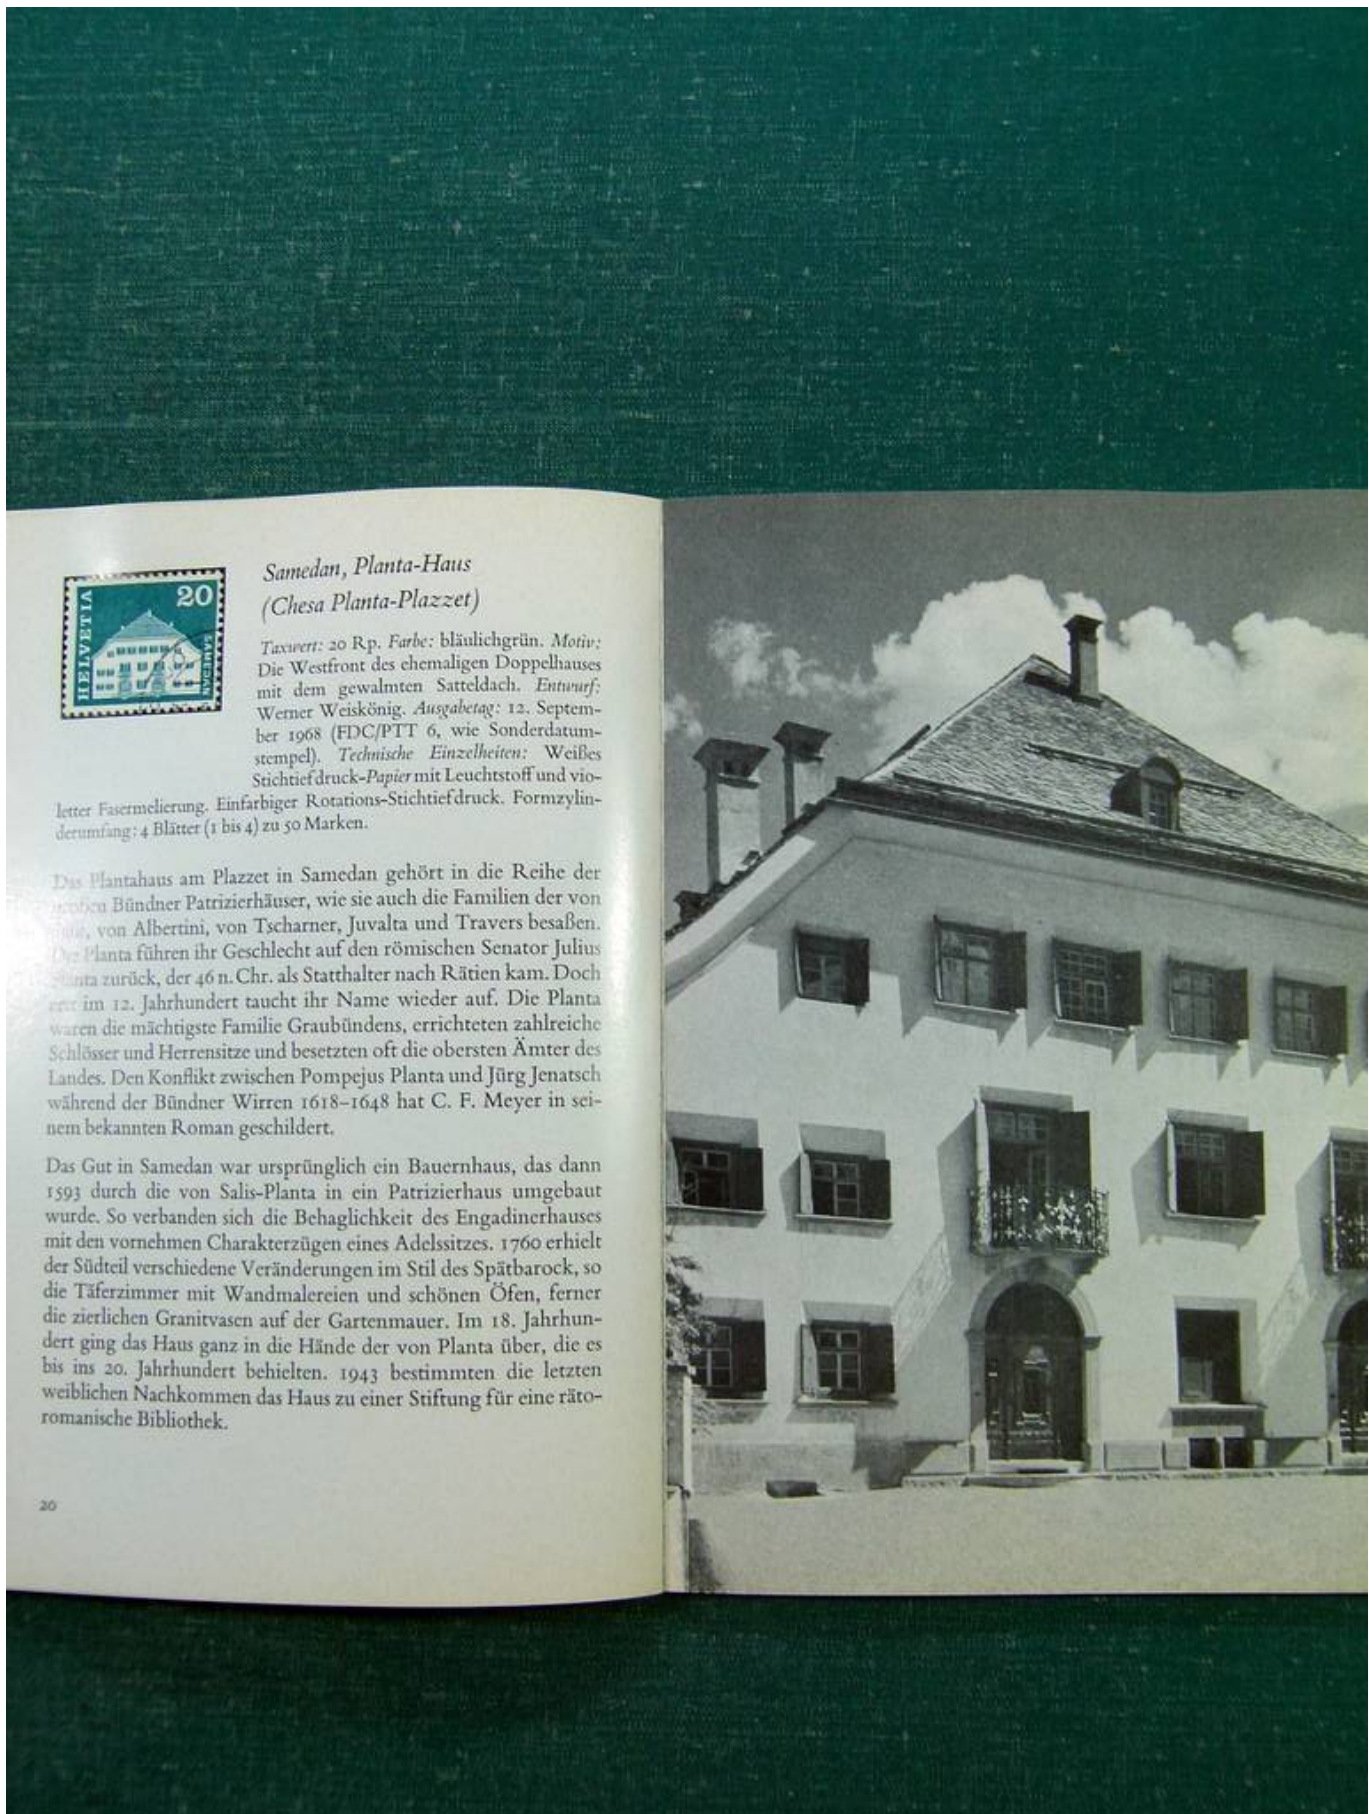 HELVETIA
20
SAMEDAN
Samedan, Planta-Haus
(Chesa Planta-Plazzet)
Taxwert: 20 Rp. Farbe: bläulichgrün. Motiv:
Die Westfront des ehemaligen Doppelhauses
mit dem gewalmten Satteldach. Entwurf:
Werner Weiskönig. Ausgabetag: 12. Septem-
ber 1968 (FDC/PTT 6, wie Sonderdatum-
stempel). Technische Einzelheiten: Weißes
Stichtiefdruck-Papier mit Leuchtstoff und vio-
letter Fasermelierung. Einfarbiger Rotations-Stichtiefdruck. Formzylin-
derumfang: 4 Blätter (1 bis 4) zu 50 Marken.
Das Plantahaus am Plazzet in Samedan gehört in die Reihe der
Bündner Patrizierhäuser, wie sie auch die Familien der von
von Albertini, von Tscharner, Juvalta und Travers besaßen.
Die Planta führen ihr Geschlecht auf den römischen Senator Julius
Planta zurück, der 46 n. Chr. als Statthalter nach Rätien kam. Doch
erst im 12. Jahrhundert taucht ihr Name wieder auf. Die Planta
waren die mächtigste Familie Graubündens, errichteten zahlreiche
Schlösser und Herrensitze und besetzten oft die obersten Ämter des
Landes. Den Konflikt zwischen Pompejus Planta und Jürg Jenatsch
während der Bündner Wirren 1618–1648 hat C. F. Meyer in sei-
nem bekannten Roman geschildert.
Das Gut in Samedan war ursprünglich ein Bauernhaus, das dann
1593 durch die von Salis-Planta in ein Patrizierhaus umgebaut
wurde. So verbanden sich die Behaglichkeit des Engadinerhauses
mit den vornehmen Charakterzügen eines Adelssitzes. 1760 erhielt
der Südteil verschiedene Veränderungen im Stil des Spätbarock, so
die Täferzimmer mit Wandmalereien und schönen Öfen, ferner
die zierlichen Granitvasen auf der Gartenmauer. Im 18. Jahrhun-
dert ging das Haus ganz in die Hände der von Planta über, die es
bis ins 20. Jahrhundert behielten. 1943 bestimmten die letzten
weiblichen Nachkommen das Haus zu einer Stiftung für eine räto-
romanische Bibliothek.
20